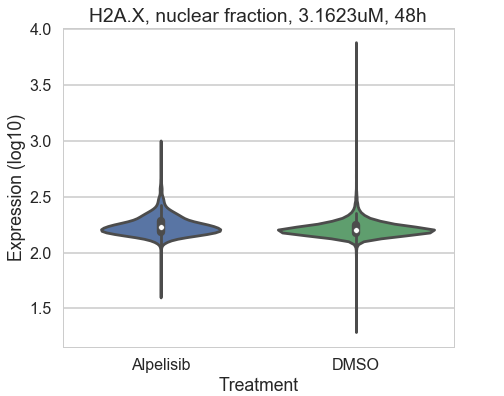 H2A.X, nuclear fraction, 3.1623uM, 48h
4.0
3.5
3.0
2.5
2.0
1.5
Expression (log10)
Alpelisib
DMSO
Treatment